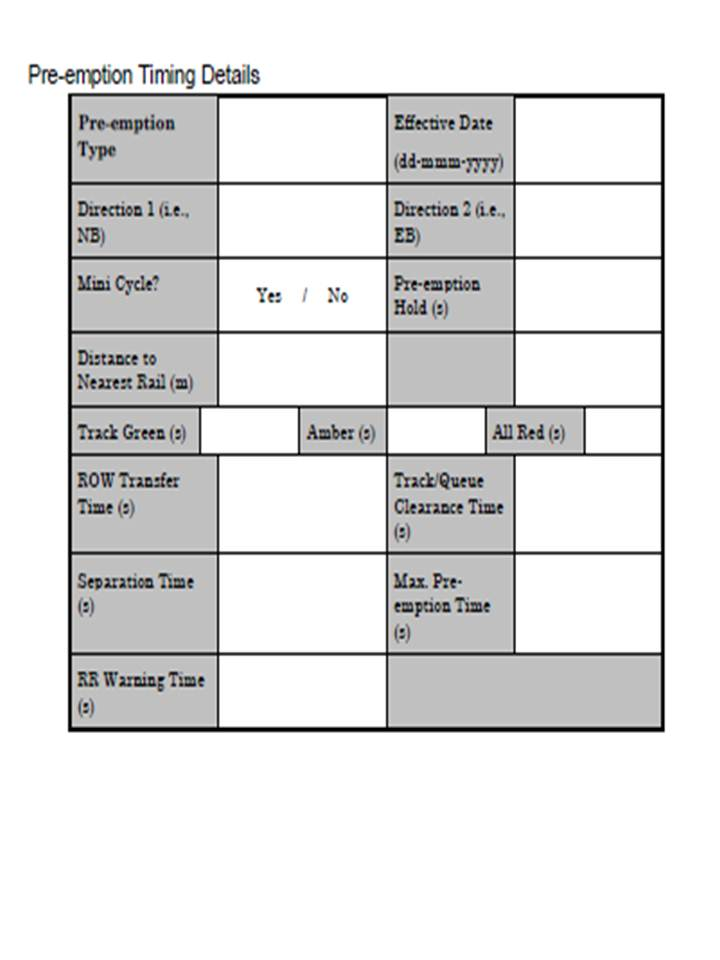 Pre-emption Timing Details
Pre-emption
Type
Effective Date
(dd-mmm-yyyy)
Direction 1 (i.e.,
NB)
Direction 2 (i.e.,
EB)
Mini Cycle?
Yes / No
Pre-emption
Hold (s)
Distance to
Nearest Rail (m)
Track Green (s)
Amber (s)
All Red (s)
ROW Transfer
Time (s)
Track/Queue
Clearance Time
(s)
Separation Time
(s)
Max. Pre-
emption Time
(s)
RR Warning Time
(s)